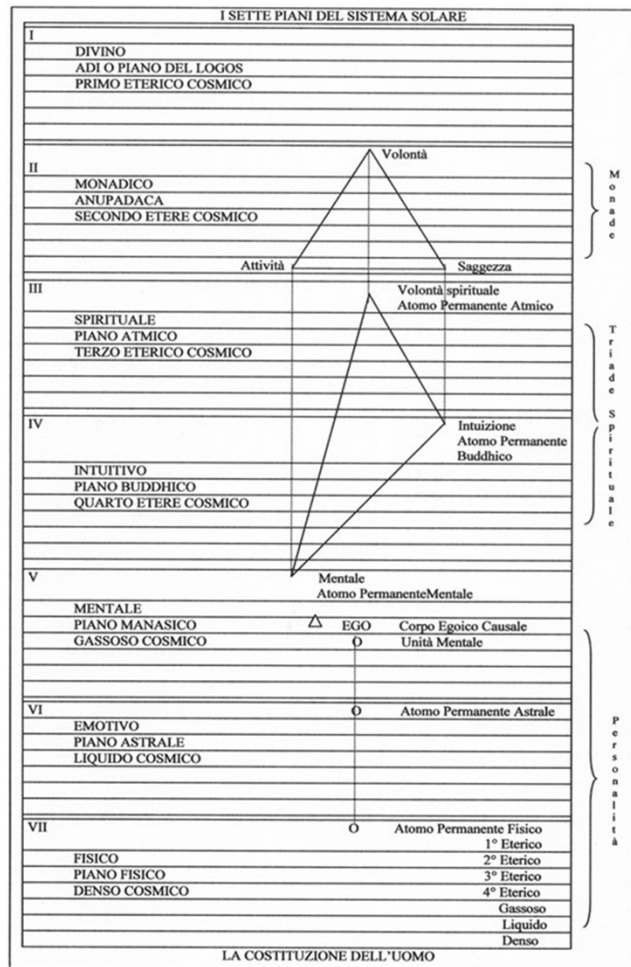 I SETTE PIANI DEL SISTEMA SOLARE
I
DIVINO
ADI O PIANO DEL LOGOS
PRIMO ETERICO COSMICO
Volontà
II
MONADICO
ANUPADACA
SECONDO ETERE COSMICO
Attività
Saggezza
Monade
III
Volontà spirituale
Atomo Permanente Atmico
SPIRITUALE
PIANO ATMICO
TERZO ETERICO COSMICO
Triade Spirituale
IV
Intuizione
Atomo Permanente
Buddhico
INTUITIVO
PIANO BUDDHICO
QUARTO ETERE COSMICO
V
Mentale
Atomo PermanenteMentale
MENTALE
PIANO MANASICO
EGO
Corpo Egoico Causale
GASSOSO COSMICO
Unità Mentale
VI
Atomo Permanente Astrale
EMOTIVO
PIANO ASTRALE
LIQUIDO COSMICO
Personalità
VII
Atomo Permanente Fisico
1° Eterico
FISICO
2° Eterico
PIANO FISICO
3° Eterico
DENSO COSMICO
4° Eterico
Gassoso
Liquido
Denso
LA COSTITUZIONE DELL'UOMO